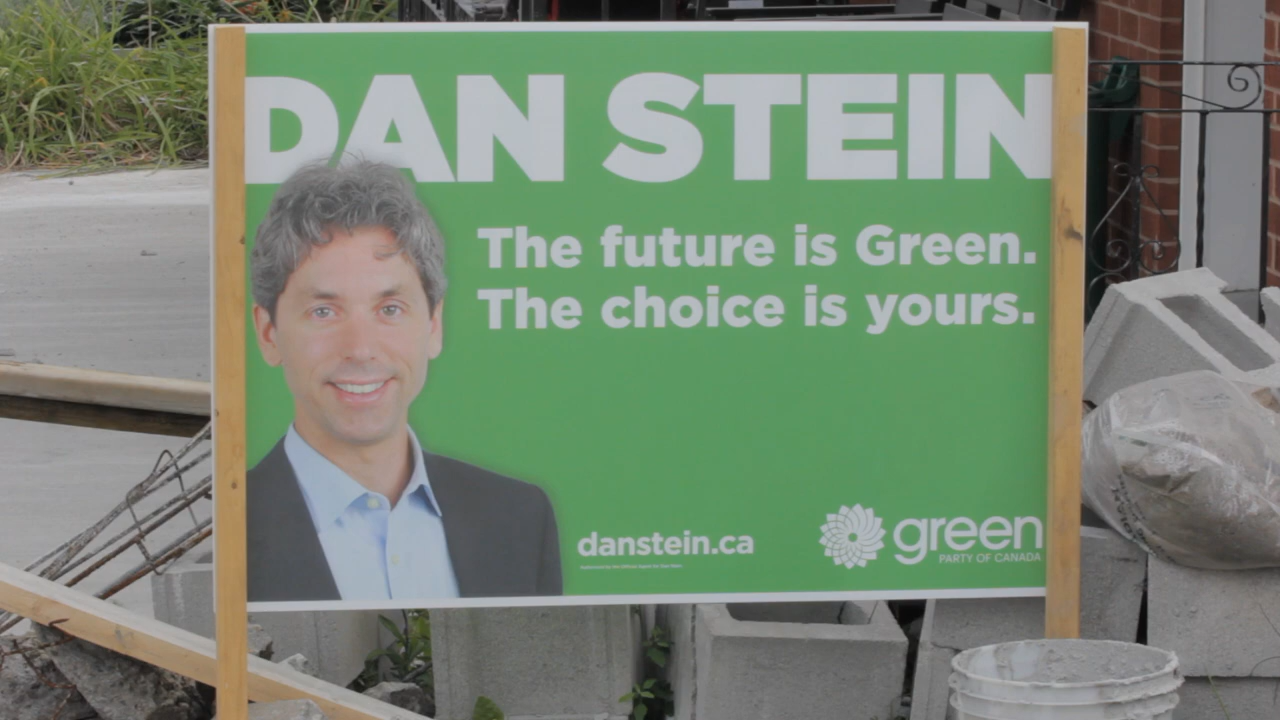 DAN STEIN
The future is Green.
The choice is yours.
danstein.ca
green
PARTY OF CANADA